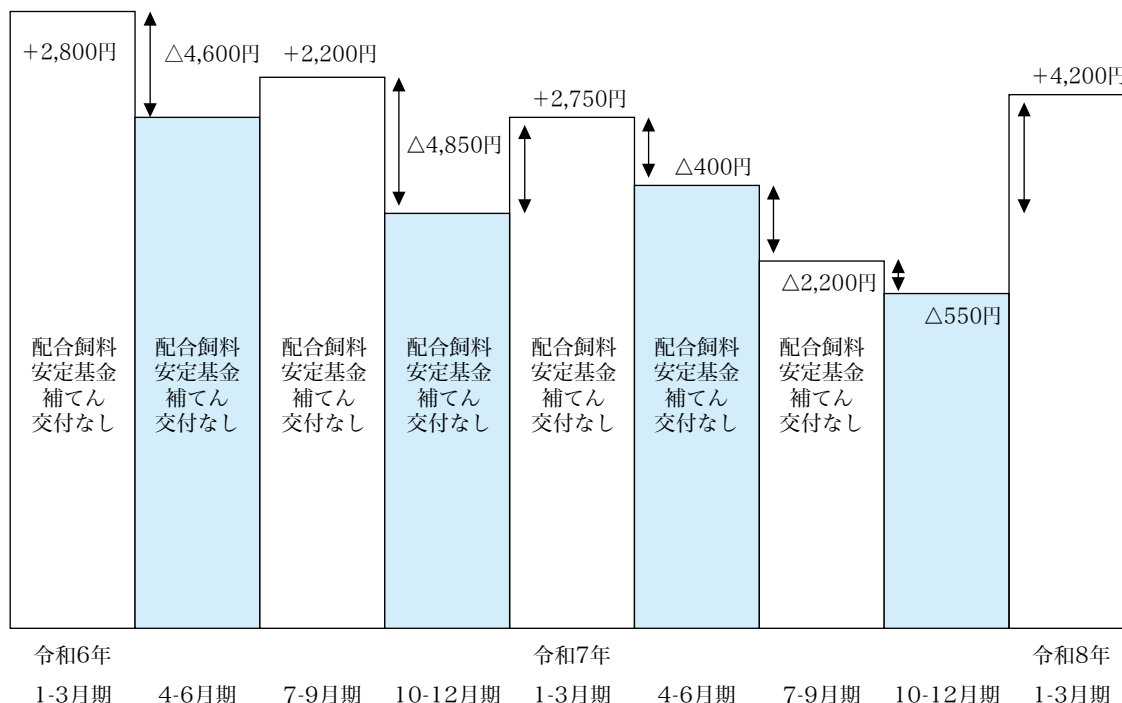 +2,800円
△4,600円
+2,200円
△4,850円
+2,750円
△400円
△2,200円
△550円
+4,200円
配合飼料
安定基金
補てん
交付なし
配合飼料
安定基金
補てん
交付なし
配合飼料
安定基金
補てん
交付なし
配合飼料
安定基金
補てん
交付なし
配合飼料
安定基金
補てん
交付なし
配合飼料
安定基金
補てん
交付なし
配合飼料
安定基金
補てん
交付なし
令和6年
令和7年
令和8年
1-3月期
4-6月期
7-9月期
10-12月期
1-3月期
4-6月期
7-9月期
10-12月期
1-3月期